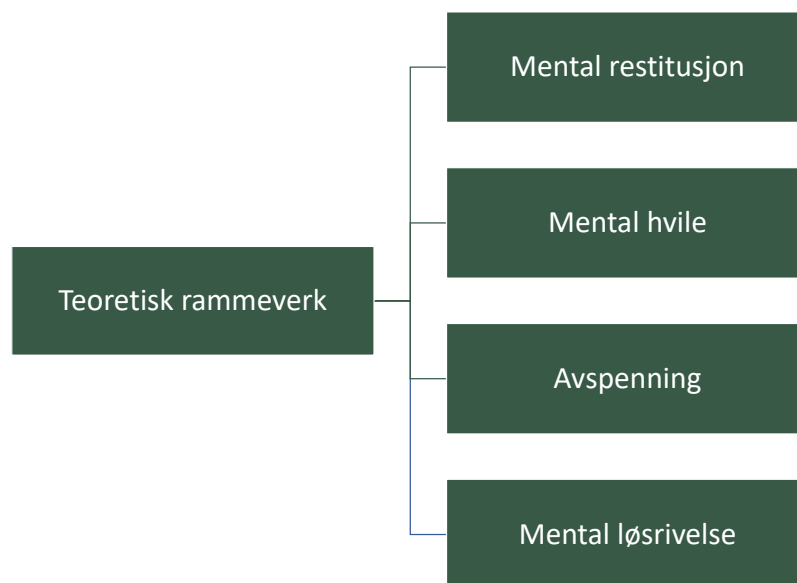 Teoretisk rammeverk
Mental restitusjon
Mental hvile
Avspenning
Mental løsrivelse